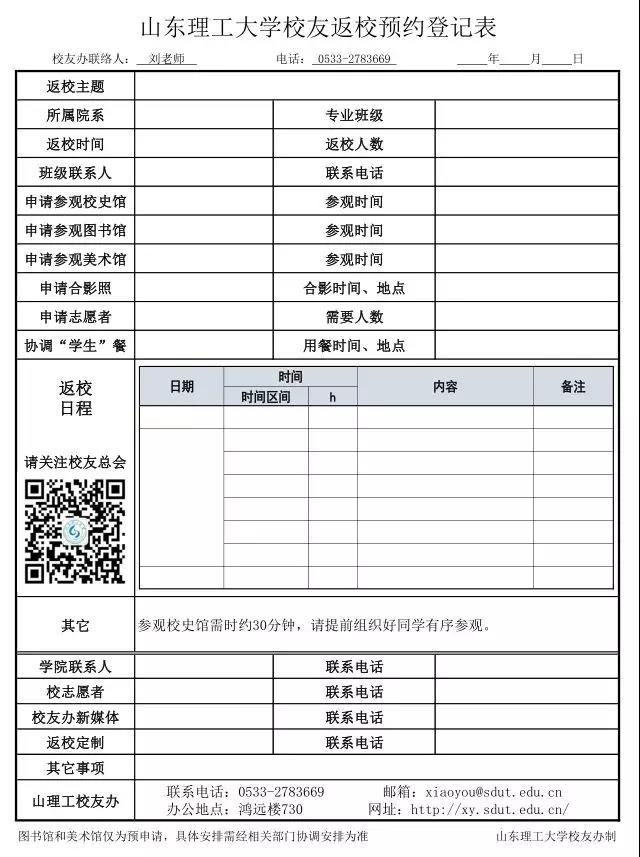 山东理工大学校友返校预约登记表
校友办联络人： 刘老师 电话： 0533-2783669 年 月 日
返校主题
所属院系 专业班级
返校时间 返校人数
班级联系人 联系电话
申请参观校史馆 参观时间
申请参观图书馆 参观时间
申请参观美术馆 参观时间
申请合影照 合影时间、地点
申请志愿者 需要人数
协调“学生”餐 用餐时间、地点
返校
日程
请关注校友总会
日期 时间 内容 备注
时间区间 h
其它 参观校史馆需时约30分钟，请提前组织好同学有序参观。
学院联系人 联系电话
校志愿者 联系电话
校友办新媒体 联系电话
返校定制 联系电话
其它事项
山理工校友办
联系电话：0533-2783669 邮箱：xiaoyou@sdut.edu.cn
办公地点：鸿远楼730 网址：http://xy.sdut.edu.cn/
图书馆和美术馆仅为预申请，具体安排需经相关部门协调安排为准 山东理工大学校友办制